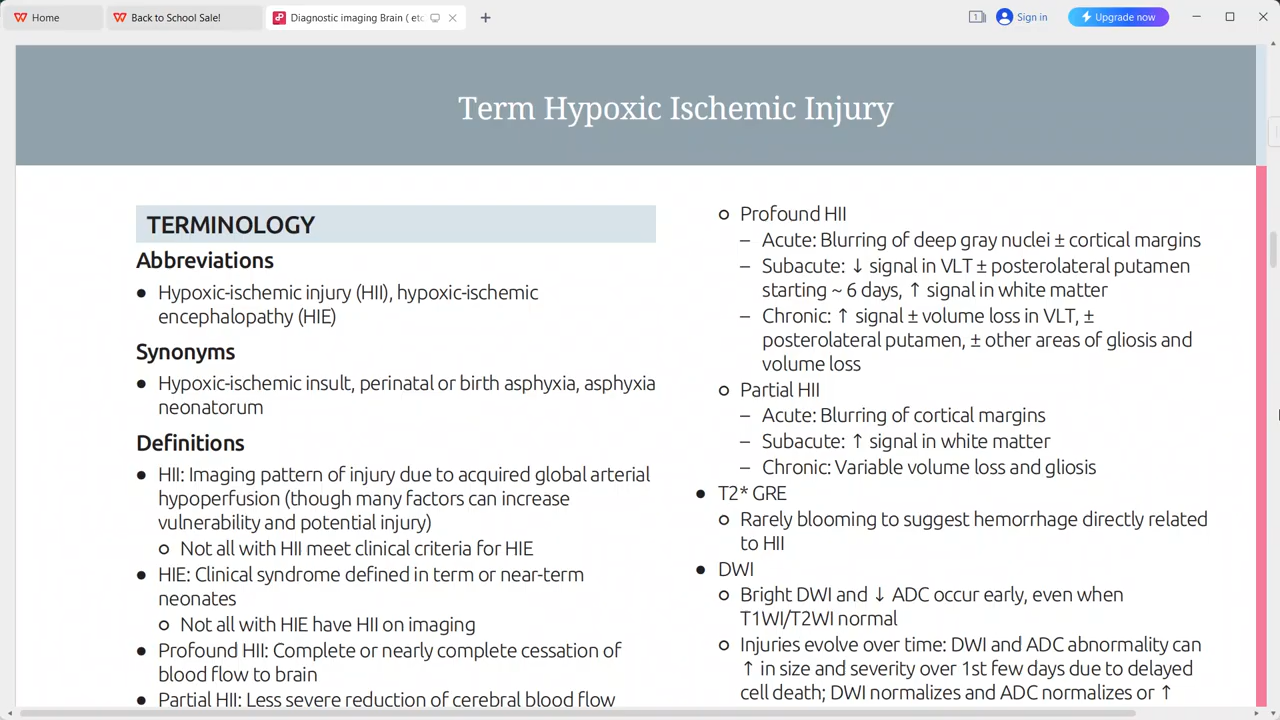 Home
Back to School Sale!
Diagnostic imaging Brain ( etc
1
Sign in
Upgrade now
Term Hypoxic Ischemic Injury
TERMINOLOGY
Abbreviations
● Hypoxic-ischemic injury (HII), hypoxic-ischemic
encephalopathy (HIE)
Synonyms
● Hypoxic-ischemic insult, perinatal or birth asphyxia, asphyxia
neonatorum
Definitions
● HII: Imaging pattern of injury due to acquired global arterial
hypoperfusion (though many factors can increase
vulnerability and potential injury)
○ Not all with HII meet clinical criteria for HIE
● HIE: Clinical syndrome defined in term or near-term
neonates
○ Not all with HIE have HII on imaging
● Profound HII: Complete or nearly complete cessation of
blood flow to brain
● Partial HII: Less severe reduction of cerebral blood flow
○ Profound HII
– Acute: Blurring of deep gray nuclei ± cortical margins
– Subacute: ↓ signal in VLT ± posterolateral putamen
starting ~ 6 days, ↑ signal in white matter
– Chronic: ↑ signal ± volume loss in VLT, ±
posterolateral putamen, ± other areas of gliosis and
volume loss
○ Partial HII
– Acute: Blurring of cortical margins
– Subacute: ↑ signal in white matter
– Chronic: Variable volume loss and gliosis
● T2* GRE
○ Rarely blooming to suggest hemorrhage directly related
to HII
● DWI
○ Bright DWI and ↓ ADC occur early, even when
T1WI/T2WI normal
○ Injuries evolve over time: DWI and ADC abnormality can
↑ in size and severity over 1st few days due to delayed
cell death; DWI normalizes and ADC normalizes or ↑